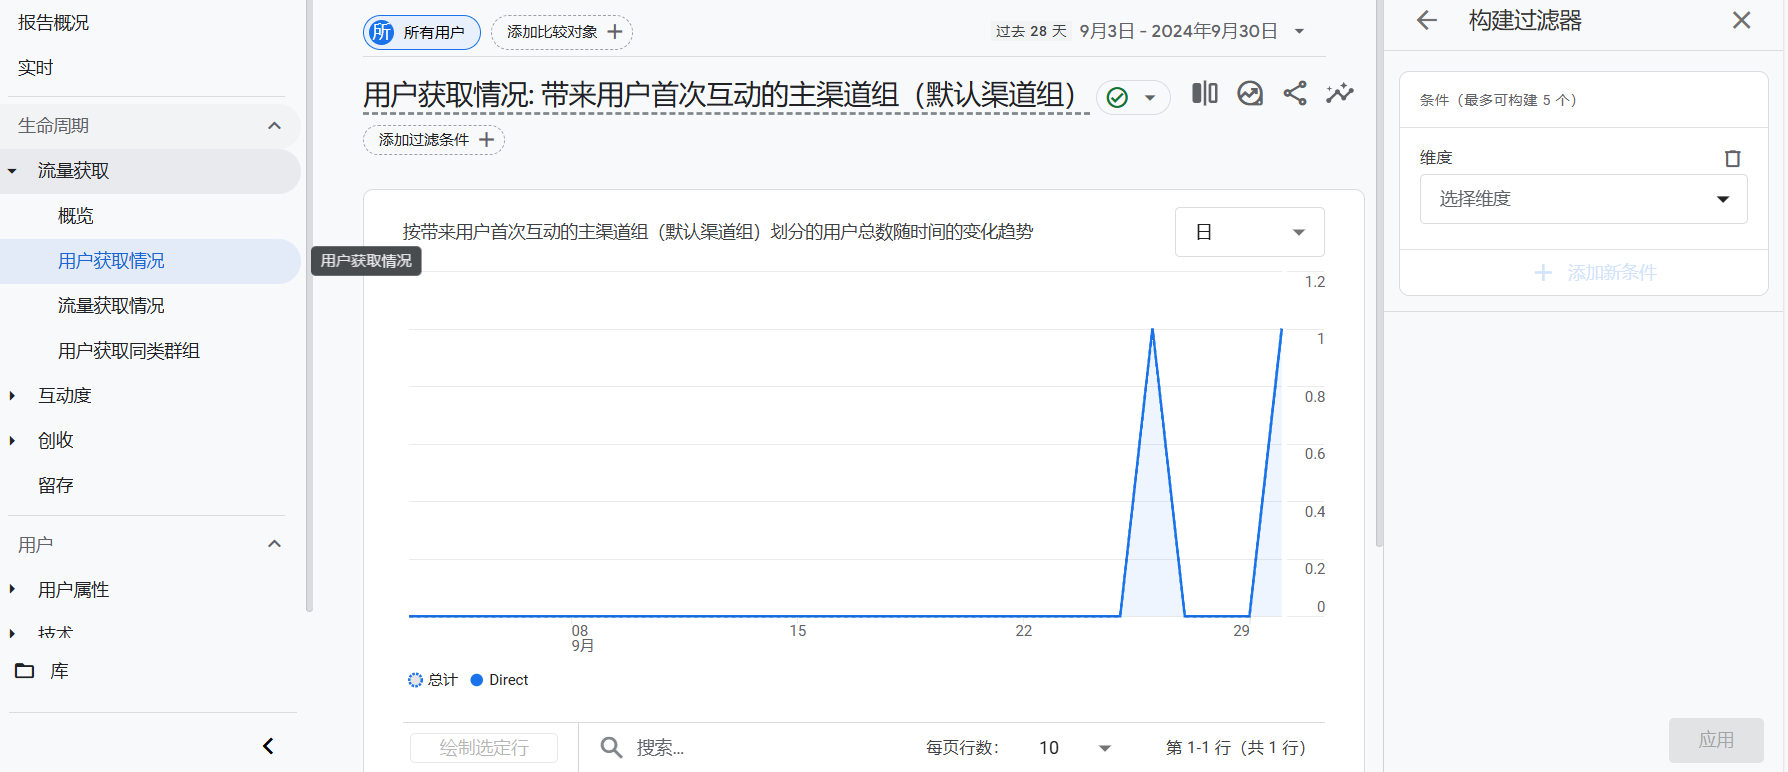 报告概况
实时
生命周期
流量获取
概览
用户获取情况
流量获取情况
用户获取同类群组
互动度
创收
留存
用户
用户属性
技术
库
用户获取情况
所 所有用户
添加比较对象
过去 28 天 9月3日 - 2024年9月30日
用户获取情况: 带来用户首次互动的主渠道组（默认渠道组）
添加过滤条件
按带来用户首次互动的主渠道组（默认渠道组）划分的用户总数随时间的变化趋势
日
1.2
1
0.8
0.6
0.4
0.2
0
08
9月
15
22
29
总计
Direct
绘制选定行
搜索...
每页行数：
10
第 1-1 行（共 1 行）
构建过滤器
条件（最多可构建 5 个）
维度
选择维度
添加新条件
应用